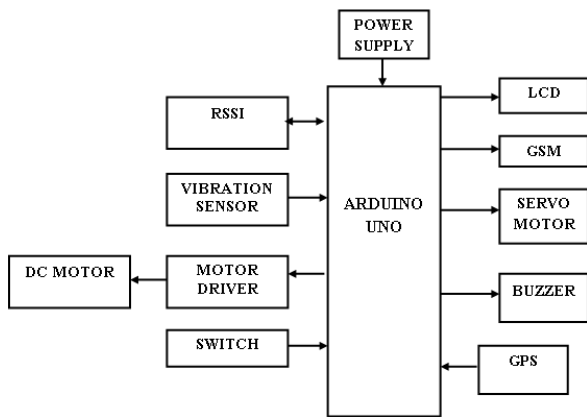 POWER
SUPPLY
RSSI
VIBRATION
SENSOR
DC MOTOR
MOTOR
DRIVER
SWITCH
ARDUINO
UNO
LCD
GSM
SERVO
MOTOR
BUZZER
GPS